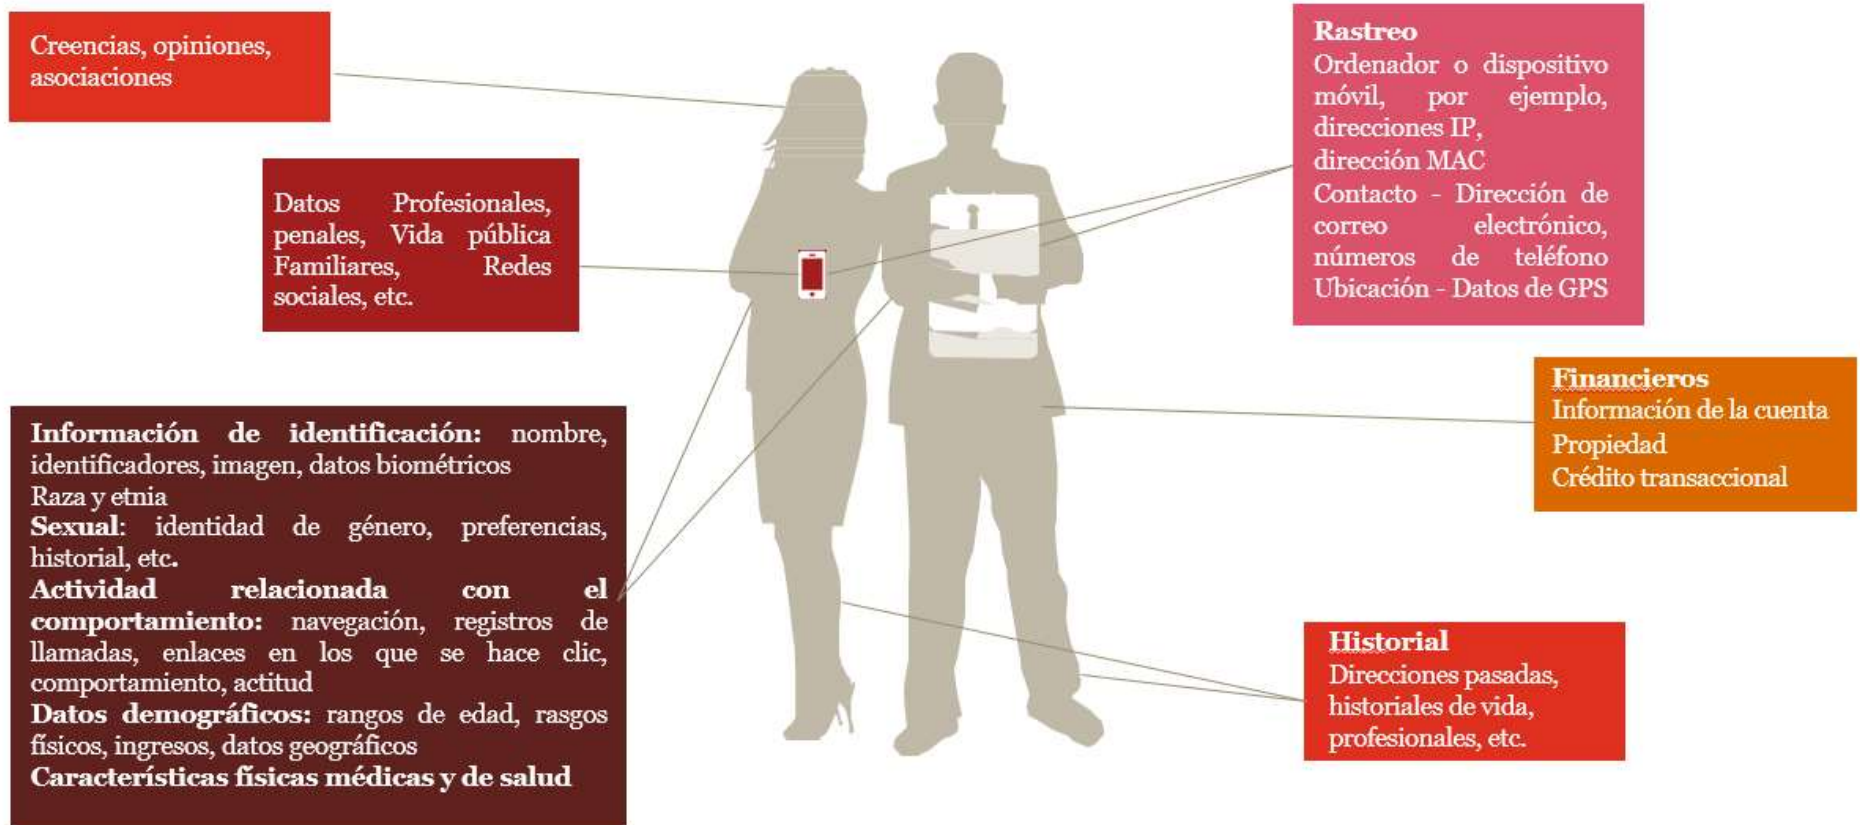 Creencias, opiniones,
asociaciones
Datos Profesionales,
penales, Vida pública
Familiares, Redes
sociales, etc.
Información de identificación: nombre,
identificadores, imagen, datos biométricos
Raza y etnia
Sexual: identidad de género, preferencias,
historial, etc.
Actividad relacionada con el
comportamiento: navegación, registros de
llamadas, enlaces en los que se hace clic,
comportamiento, actitud
Datos demográficos: rangos de edad, rasgos
físicos, ingresos, datos geográficos
Características físicas médicas y de salud
Rastreo
Ordenador o dispositivo
móvil, por ejemplo,
direcciones IP,
dirección MAC
Contacto - Dirección de
correo electrónico,
números de teléfono
Ubicación - Datos de GPS
Financieros
Información de la cuenta
Propiedad
Crédito transaccional
Historial
Direcciones pasadas,
historiales de vida,
profesionales, etc.